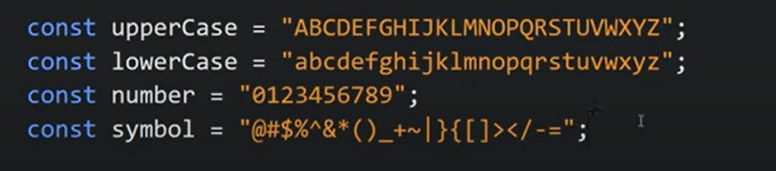 const upperCase = "ABCDEFGHIJKLMNOPQRSTUVWXYZ";
const lowerCase = "abcdefghijklmnopqrstuvwxyz";
const number = "0123456789";
const symbol = "@#$%^&*()_+~|}{[]></-=";